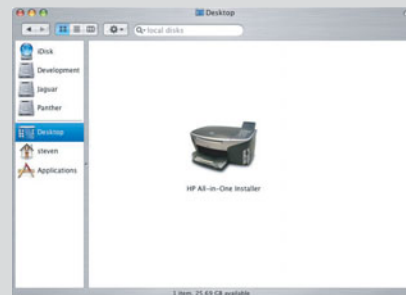 Desktop
local disks
iDisk
Development
Jaguar
Panther
Desktop
steven
Applications
HP All-in-One Installer
1 item, 25.69 GB available